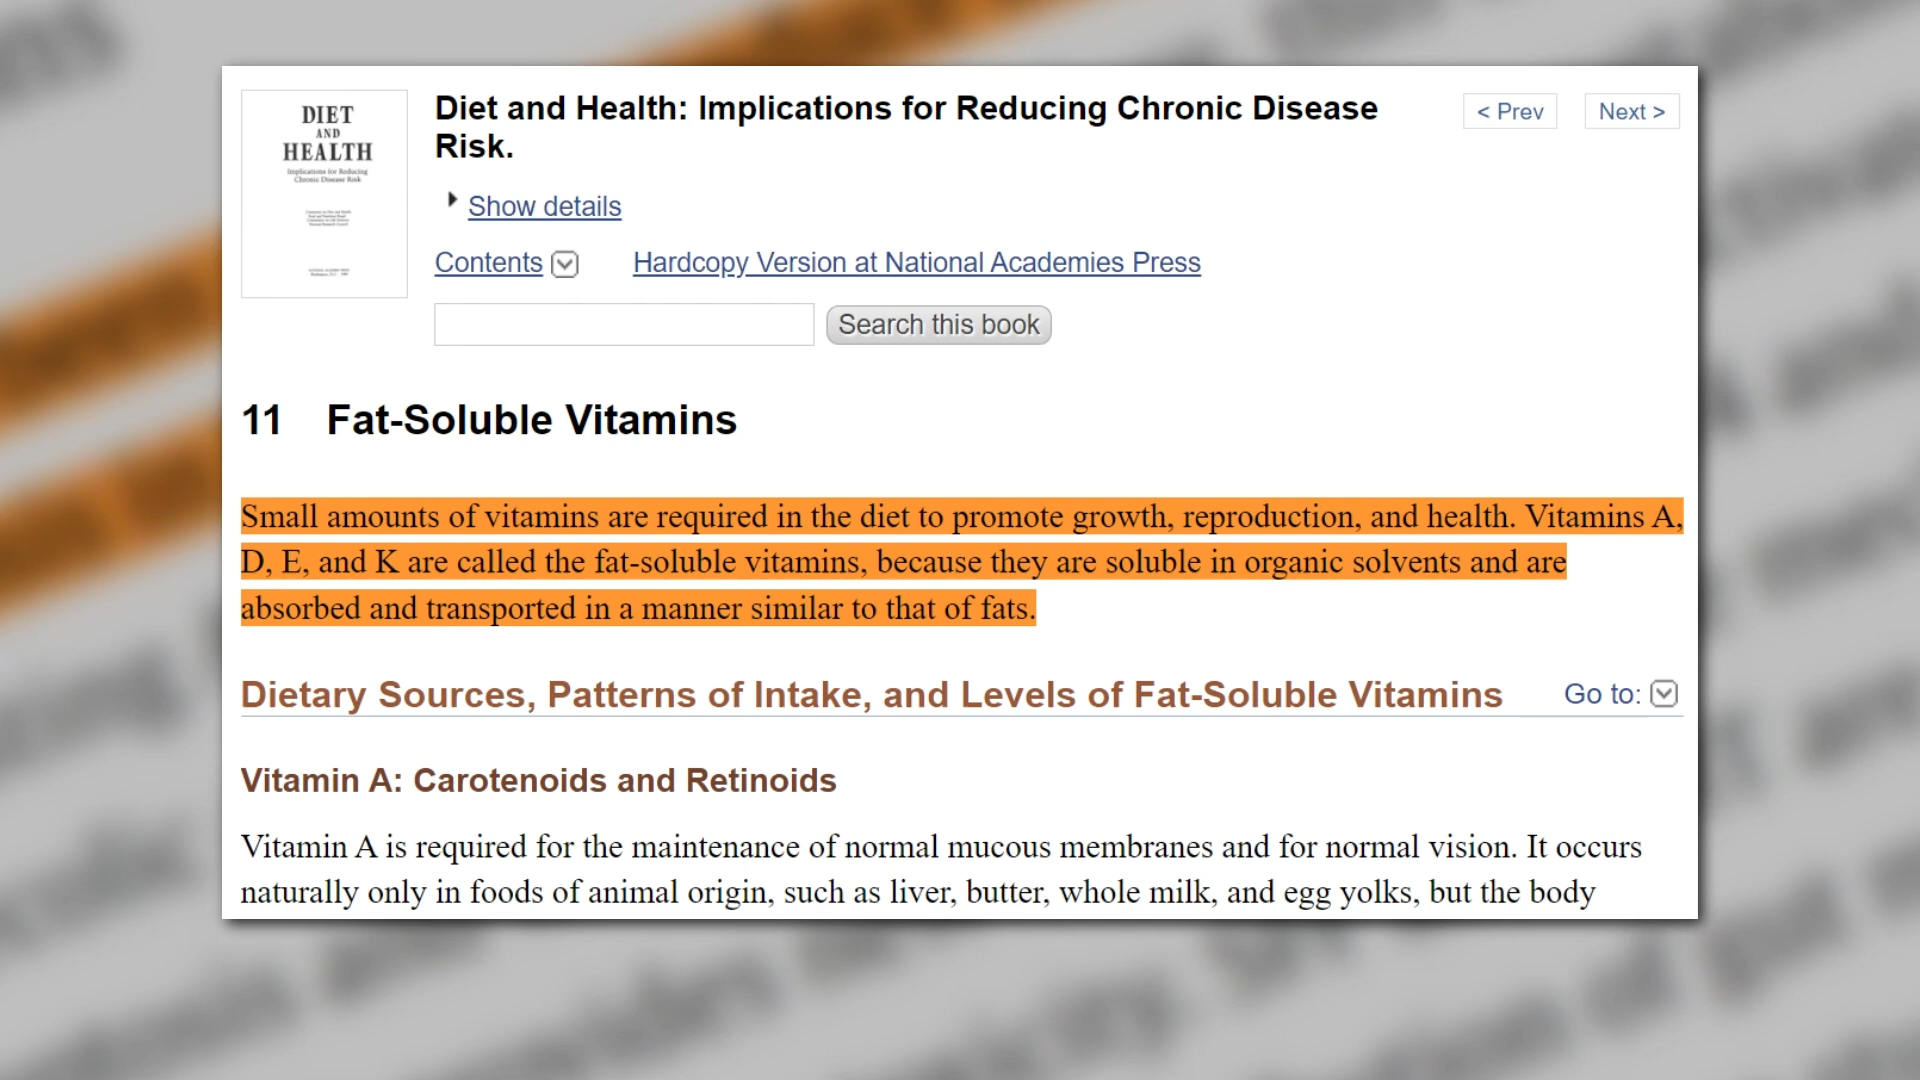 DIET
AND
HEALTH
Implications for Reducing
Chronic Disease Risk
Diet and Health: Implications for Reducing Chronic Disease
Risk.
< Prev
Next >
Show details
Contents
Hardcopy Version at National Academies Press
Search this book
11 Fat-Soluble Vitamins
Small amounts of vitamins are required in the diet to promote growth, reproduction, and health. Vitamins A,
D, E, and K are called the fat-soluble vitamins, because they are soluble in organic solvents and are
absorbed and transported in a manner similar to that of fats.
Dietary Sources, Patterns of Intake, and Levels of Fat-Soluble Vitamins
Go to:
Vitamin A: Carotenoids and Retinoids
Vitamin A is required for the maintenance of normal mucous membranes and for normal vision. It occurs
naturally only in foods of animal origin, such as liver, butter, whole milk, and egg yolks, but the body